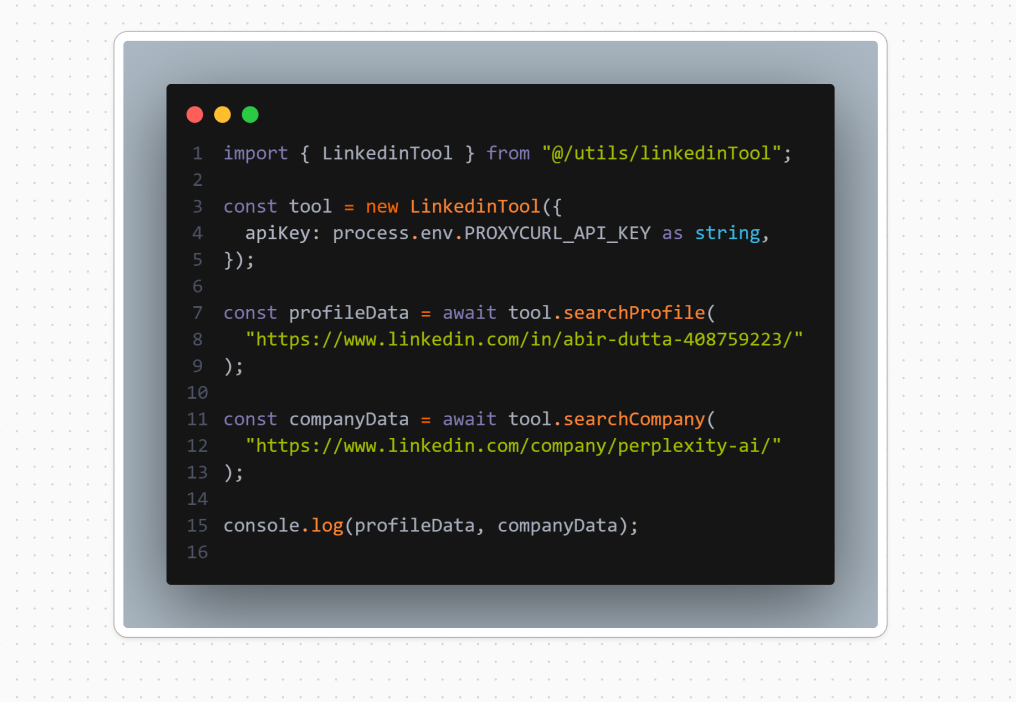 1 import { LinkedinTool } from "@/utils/linkedinTool";
2
3 const tool = new LinkedinTool({
4   apiKey: process.env.PROXYCURL_API_KEY as string,
5 });
6
7 const profileData = await tool.searchProfile(
8   "https://www.linkedin.com/in/abir-dutta-408759223/"
9 );
10
11 const companyData = await tool.searchCompany(
12   "https://www.linkedin.com/company/perplexity-ai/"
13 );
14
15 console.log(profileData, companyData);
16